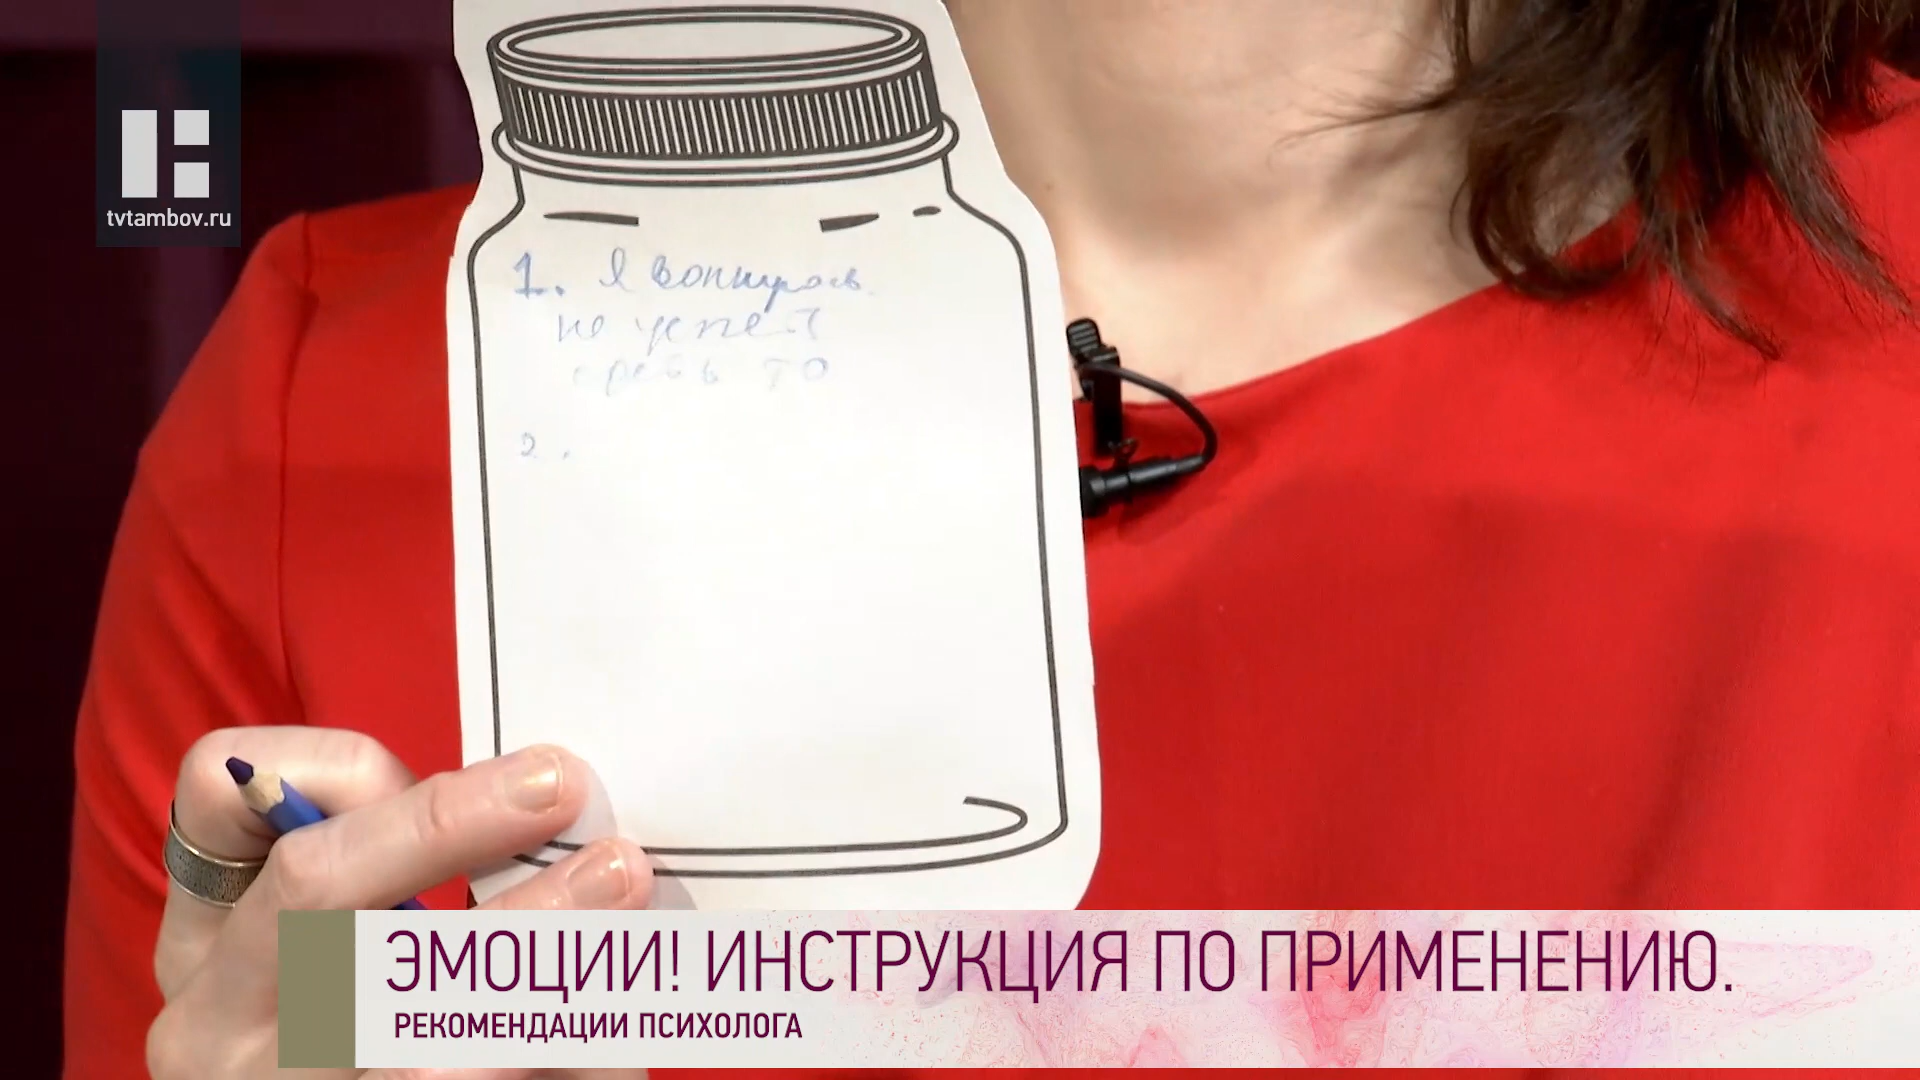 tvtambov.ru
1. Я волнуюсь
не успеть
2.
ЭМОЦИИ! ИНСТРУКЦИЯ ПО ПРИМЕНЕНИЮ.
РЕКОМЕНДАЦИИ ПСИХОЛОГА